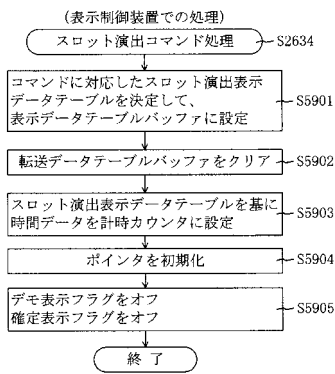 (表示制御装置での処理)
スロット演出コマンド処理
S2634
コマンドに対応したスロット演出表示
データテーブルを決定して、
表示データテーブルバッファに設定
S5901
転送データテーブルバッファをクリア
S5902
スロット演出表示データテーブルを基に
時間データを計時カウンタに設定
S5903
ポインタを初期化
S5904
デモ表示フラグをオフ
確定表示フラグをオフ
S5905
終了